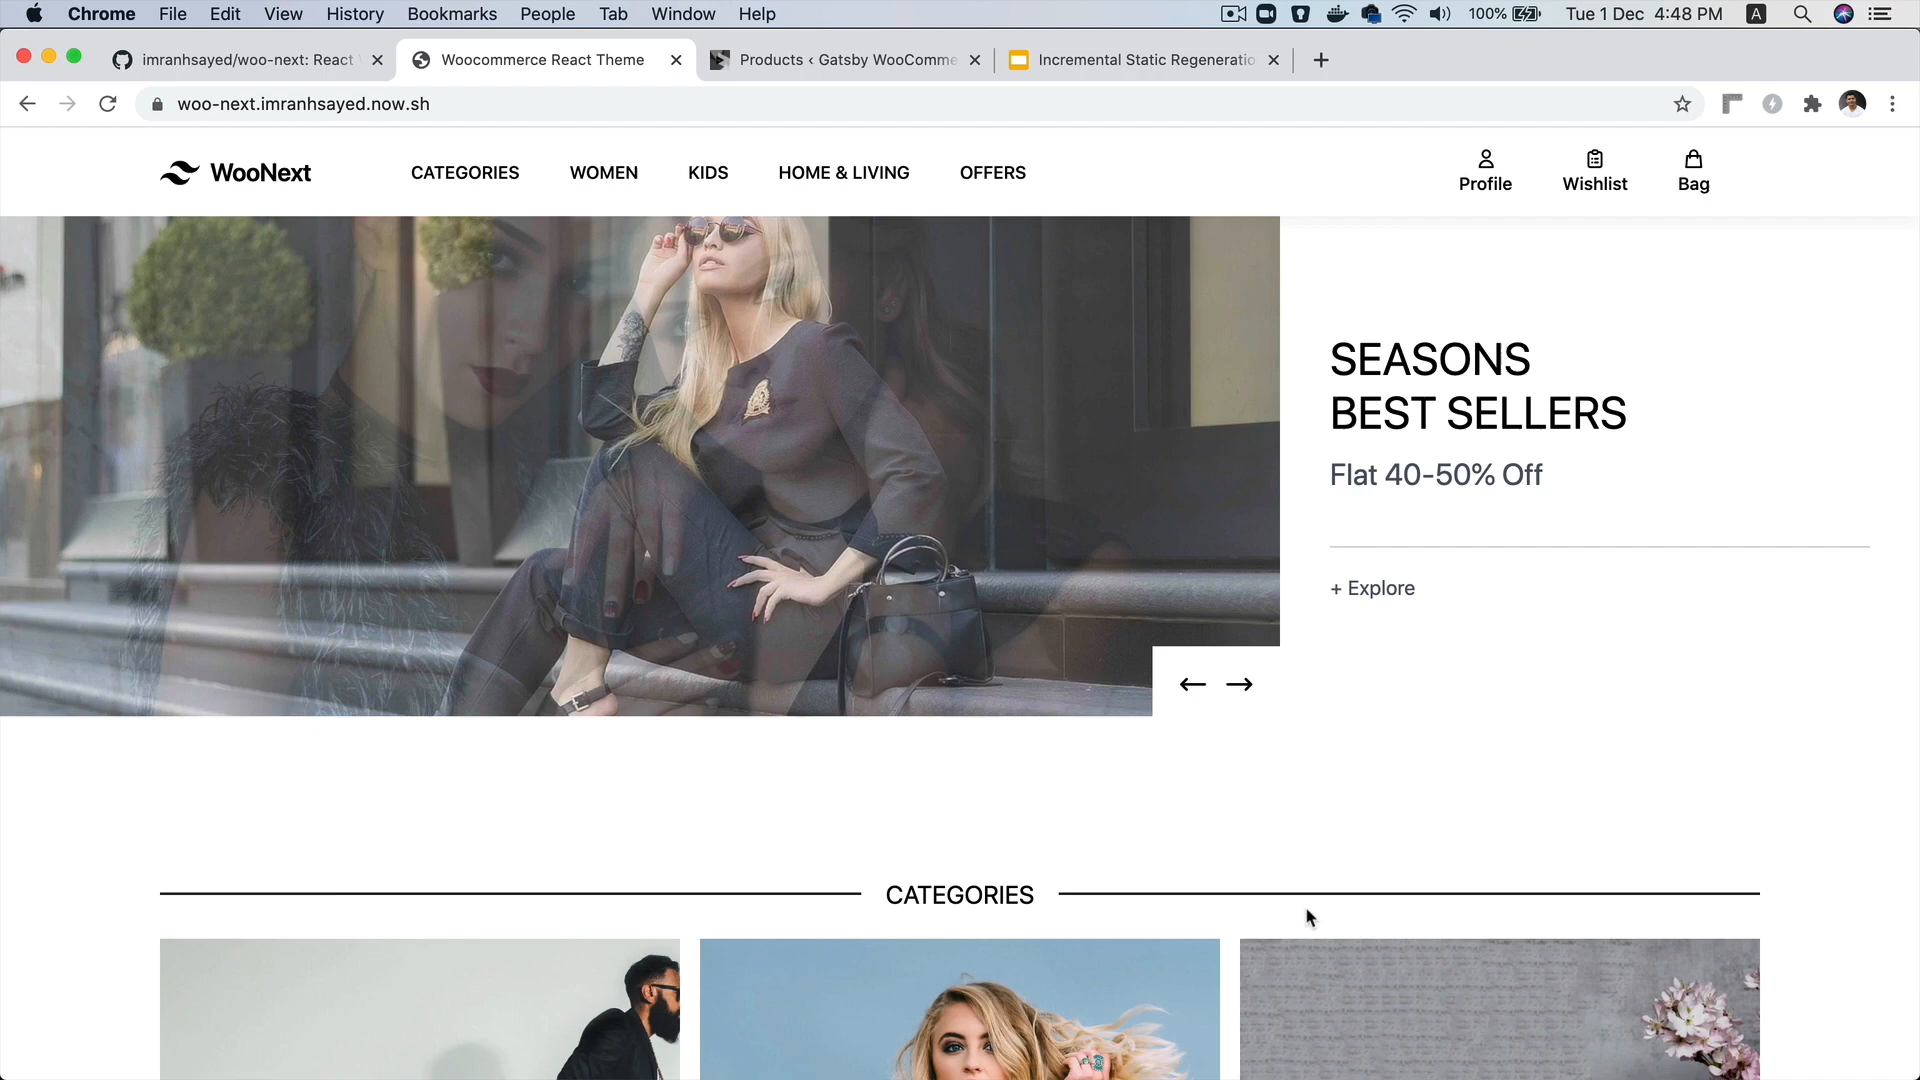 Chrome File Edit View History Bookmarks People Tab Window Help 100% Tue 1 Dec 4:48 PM A
imranhsayed/woo-next: React Woocommerce React Theme Products ‹ Gatsby WooComme Incremental Static Regeneratio
woo-next.imranhsayed.now.sh
WooNext CATEGORIES WOMEN KIDS HOME & LIVING OFFERS Profile Wishlist Bag
SEASONS
BEST SELLERS
Flat 40-50% Off
+ Explore
CATEGORIES